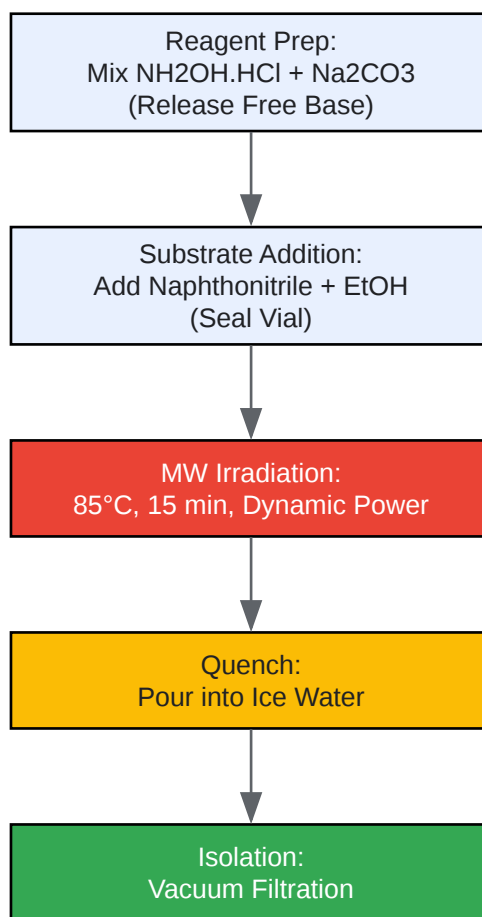 Reagent Prep:
Mix NH2OH.HCl + Na2CO3
(Release Free Base)
Substrate Addition:
Add Naphthonitrile + EtOH
(Seal Vial)
MW Irradiation:
85°C, 15 min, Dynamic Power
Quench:
Pour into Ice Water
Isolation:
Vacuum Filtration